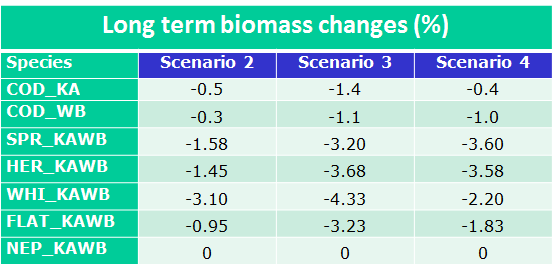 Long term biomass changes (%)
Species Scenario 2 Scenario 3 Scenario 4
COD_KA -0.5 -1.4 -0.4
COD_WB -0.3 -1.1 -1.0
SPR_KAWB -1.58 -3.20 -3.60
HER_KAWB -1.45 -3.68 -3.58
WHI_KAWB -3.10 -4.33 -2.20
FLAT_KAWB -0.95 -3.23 -1.83
NEP_KAWB 0 0 0